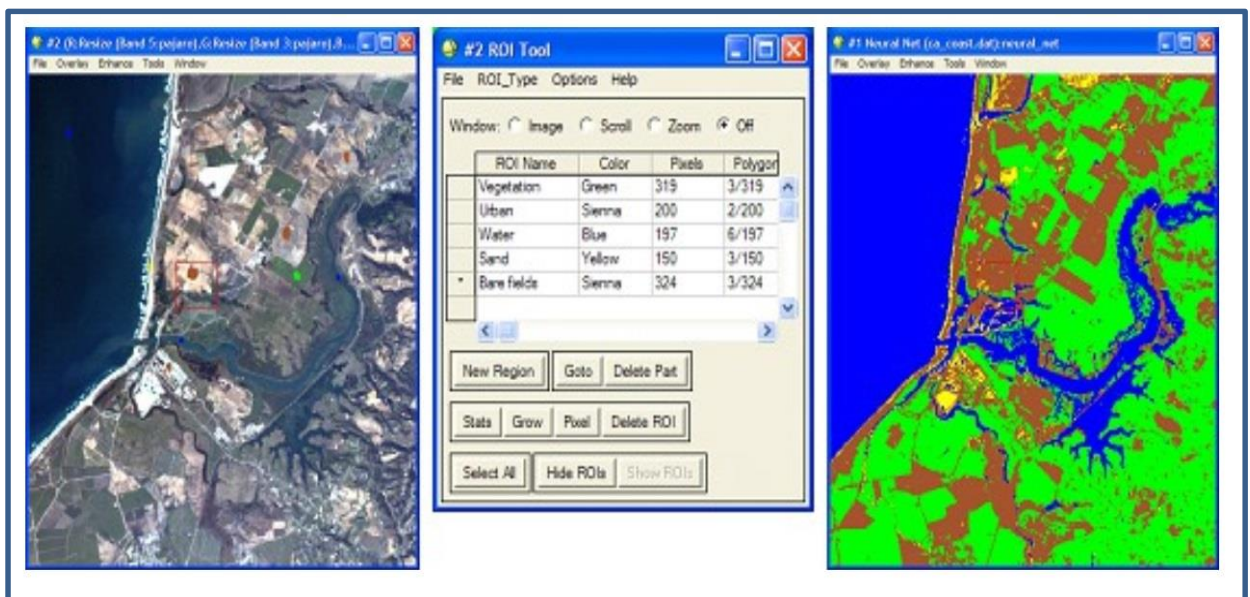 #2 (R:Resize (Band 5:pajare),G:Resize (Band 3:pajare),B...
File Overlay Enhance Tools Window
#2 ROI Tool
File ROI_Type Options Help
Window: Image Scroll Zoom Off
ROI Name Color Pixels Polygon
Vegetation Green 319 3/319
Urban Sienna 200 2/200
Water Blue 197 6/197
Sand Yellow 150 3/150
* Bare fields Sienna 324 3/324
New Region Goto Delete Part
Stats Grow Pixel Delete ROI
Select All Hide ROIs Show ROIs
#1 Neural Net (ca_coast.dat):neural_net
File Overlay Enhance Tools Window